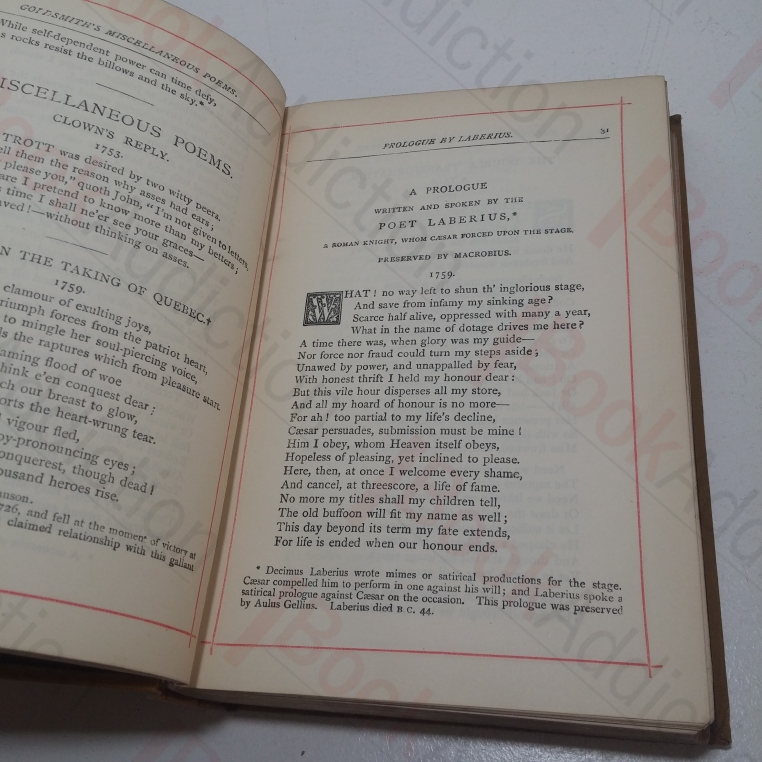 GOLDSMITH'S MISCELLANEOUS POEMS.
While self-dependent power can time defy,
s rocks resist the billows and the sky.*
ISCELLANEOUS POEMS.
CLOWN'S REPLY.
1753.
TROTT was desired by two witty peers
ell them the reason why asses had ears;
please you," quoth John, "I'm not given to letters,
are I pretend to know more than my betters;
s time I shall ne'er see your graces—
aved!—without thinking on asses.
N THE TAKING OF QUEBEC.†
1759.
clamour of exulting joys,
triumph forces from the patriot heart,
to mingle her soul-piercing voice,
ls the raptures which from pleasure start
aming flood of woe
think e'en conquest dear:
ch our breast to glow,
orts the heart-wrung tear.
vigour fled,
oy-pronouncing eyes;
onquerest, though dead!
ousand heroes rise.
nson.
726, and fell at the moment of victory at
claimed relationship with this gallant
PROLOGUE BY LABERIUS. 31
A PROLOGUE
WRITTEN AND SPOKEN BY THE
POET LABERIUS,*
A ROMAN KNIGHT, WHOM CÆSAR FORCED UPON THE STAGE.
PRESERVED BY MACROBIUS.
1759.
WHAT! no way left to shun th' inglorious stage,
And save from infamy my sinking age?
Scarce half alive, oppressed with many a year,
What in the name of dotage drives me here?
A time there was, when glory was my guide—
Nor force nor fraud could turn my steps aside;
Unawed by power, and unappalled by fear,
With honest thrift I held my honour dear:
But this vile hour disperses all my store,
And all my hoard of honour is no more—
For ah! too partial to my life's decline,
Cæsar persuades, submission must be mine!
Him I obey, whom Heaven itself obeys,
Hopeless of pleasing, yet inclined to please.
Here, then, at once I welcome every shame,
And cancel, at threescore, a life of fame.
No more my titles shall my children tell,
The old buffoon will fit my name as well;
This day beyond its term my fate extends,
For life is ended when our honour ends.
* Decimus Laberius wrote mimes or satirical productions for the stage.
Cæsar compelled him to perform in one against his will; and Laberius spoke a
satirical prologue against Cæsar on the occasion. This prologue was preserved
by Aulus Gellius. Laberius died B C. 44.
BookAddiction